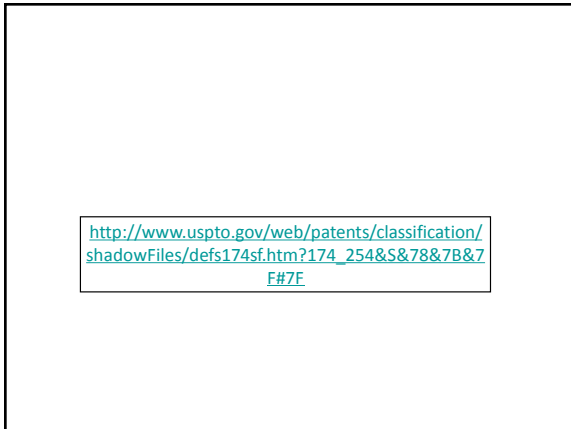 http://www.uspto.gov/web/patents/classification/
shadowFiles/defs174sf.htm?174_254&S&78&7B&7
F#7F